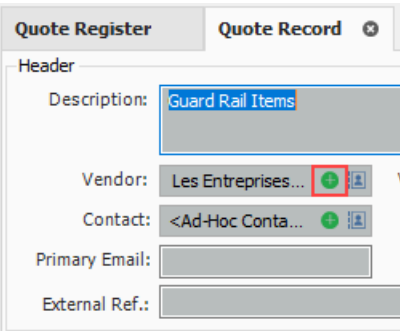 Quote Register Quote Record
Header
Description: Guard Rail Items
Vendor: Les Entreprises...
Contact: <Ad-Hoc Conta...
Primary Email:
External Ref.: